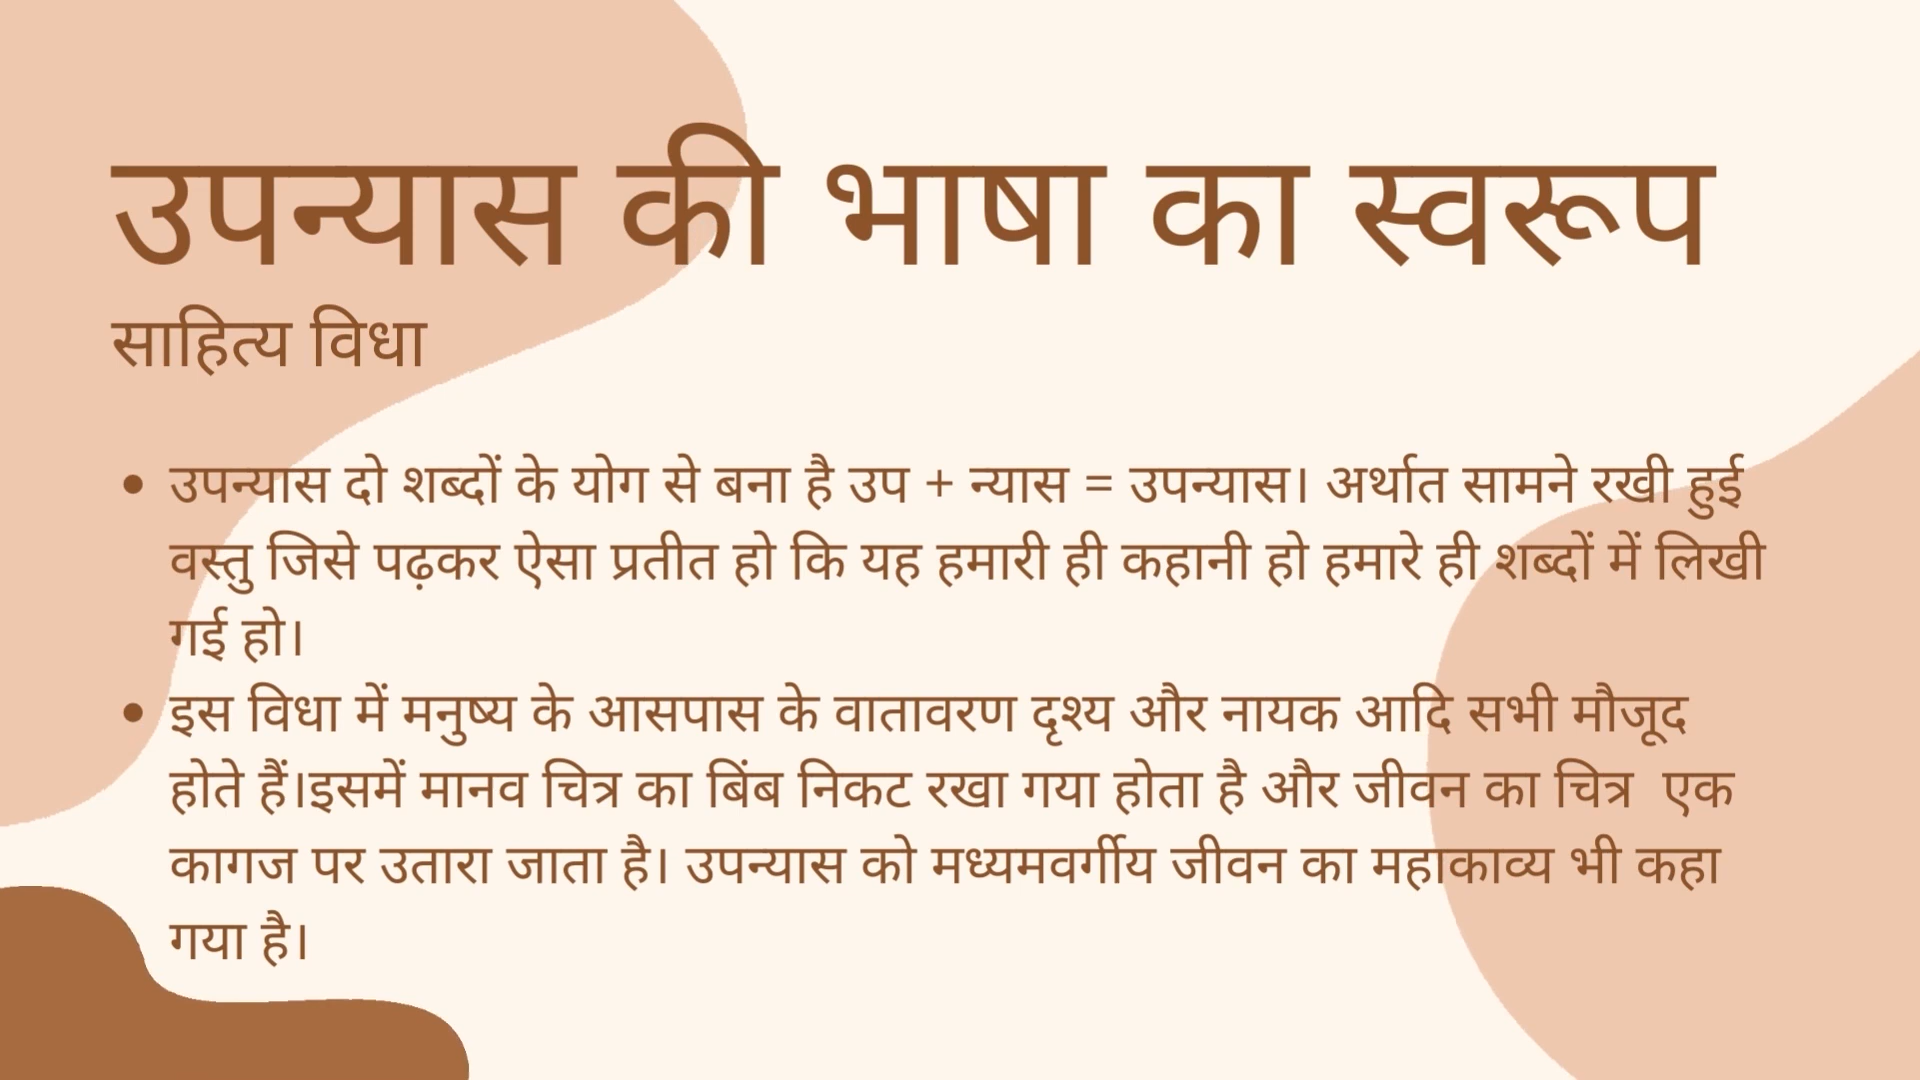 उपन्यास की भाषा का स्वरूप
साहित्य विधा
• उपन्यास दो शब्दों के योग से बना है उप + न्यास = उपन्यास। अर्थात सामने रखी हुई
वस्तु जिसे पढ़कर ऐसा प्रतीत हो कि यह हमारी ही कहानी हो हमारे ही शब्दों में लिखी
गई हो।
• इस विधा में मनुष्य के आसपास के वातावरण दृश्य और नायक आदि सभी मौजूद
होते हैं।इसमें मानव चित्र का बिंब निकट रखा गया होता है और जीवन का चित्र  एक
कागज पर उतारा जाता है। उपन्यास को मध्यमवर्गीय जीवन का महाकाव्य भी कहा
गया है।